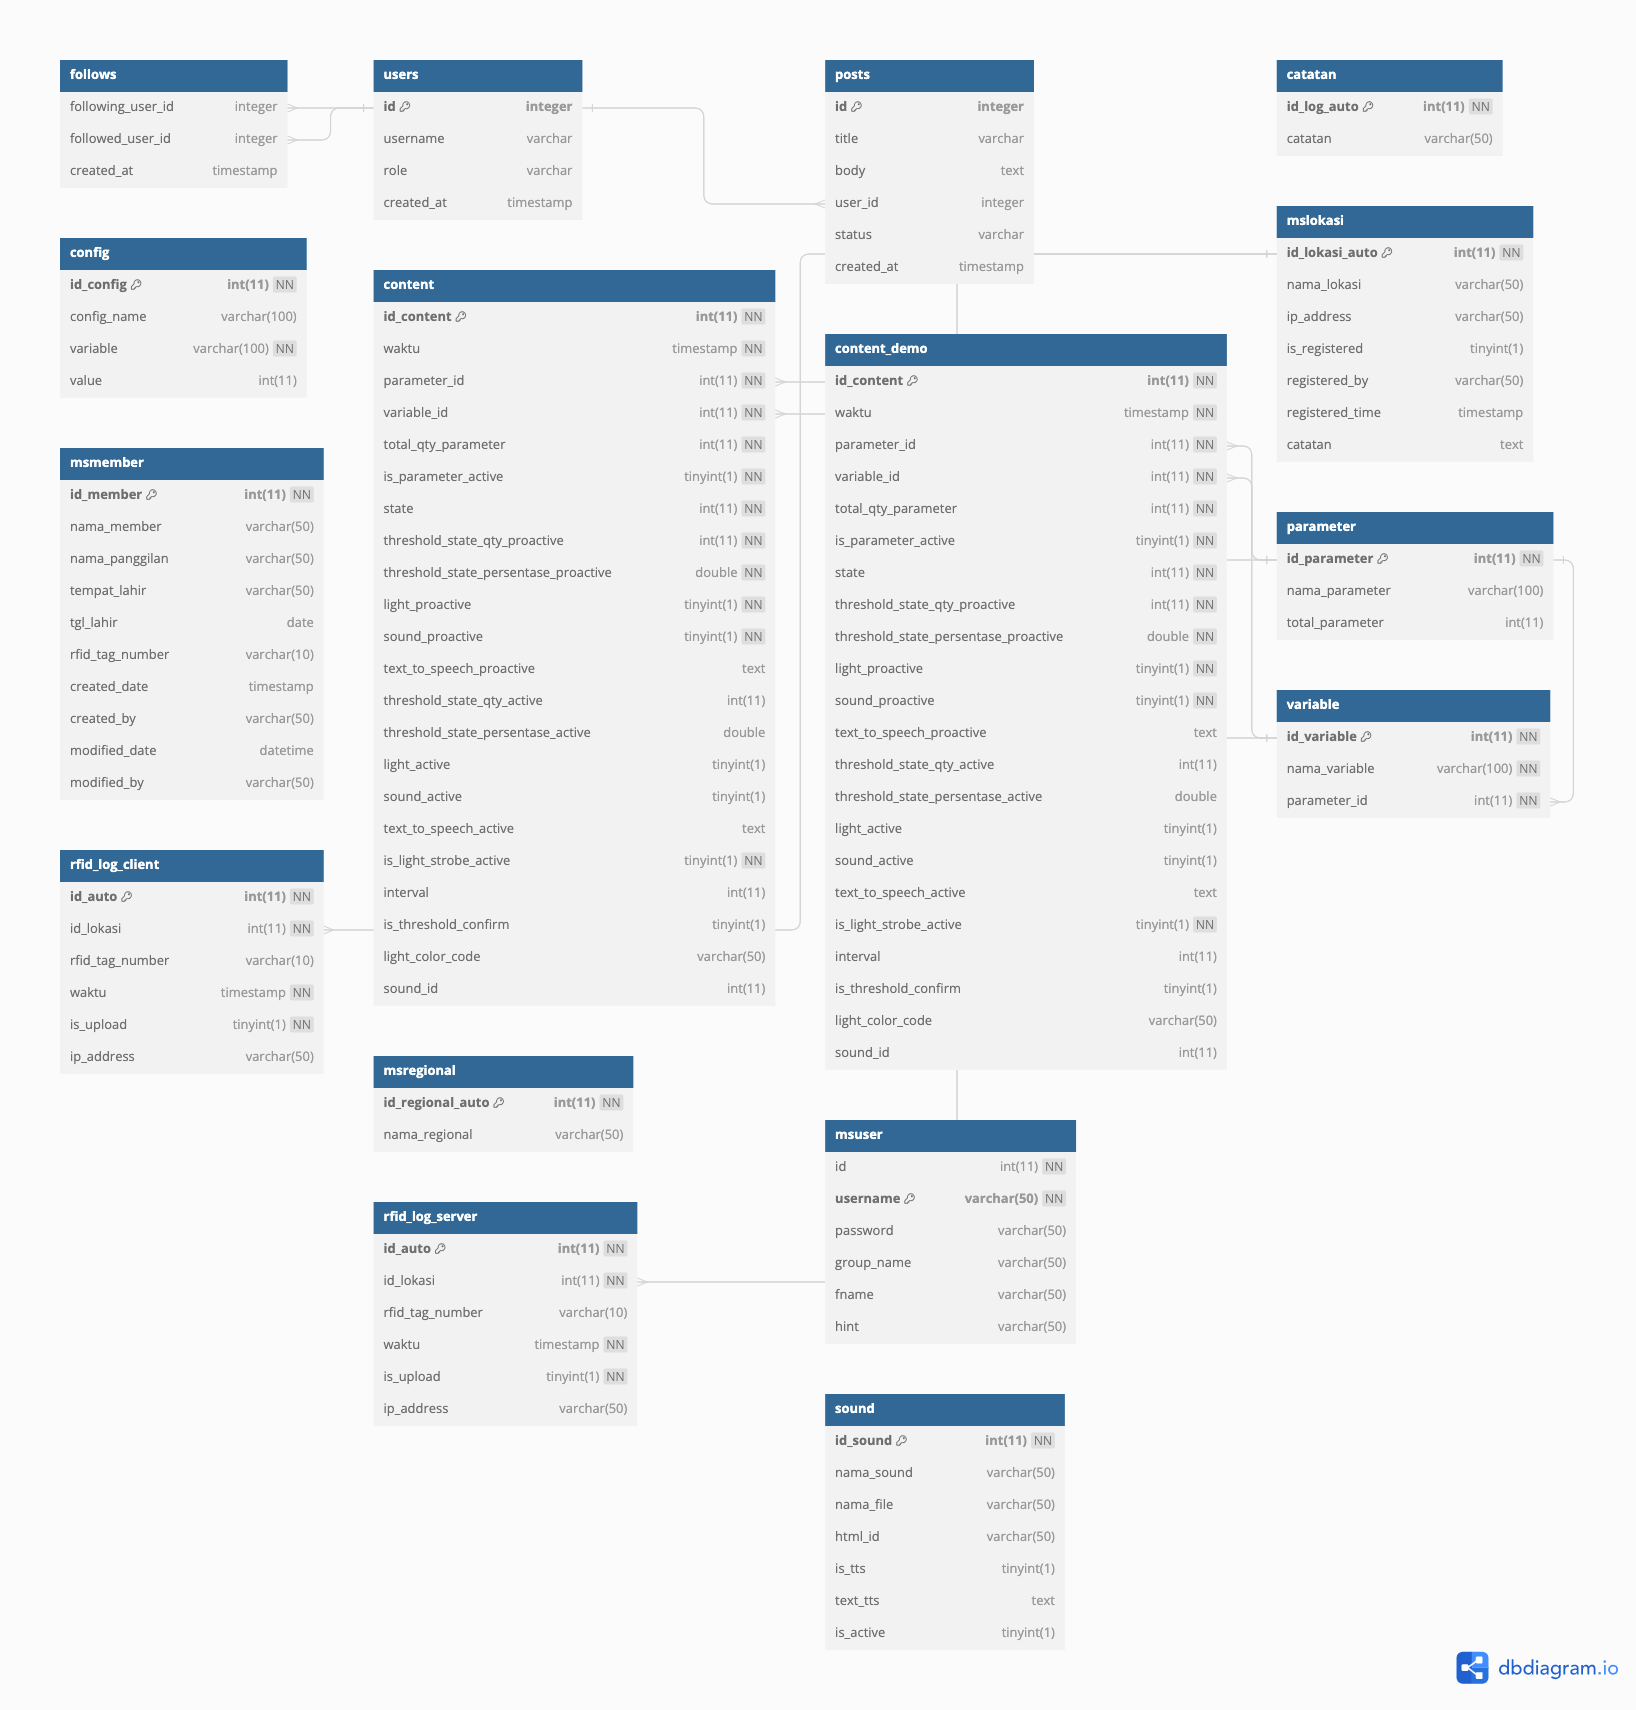 follows
following_user_id integer
followed_user_id integer
created_at timestamp
users
id integer
username varchar
role varchar
created_at timestamp
posts
id integer
title varchar
body text
user_id integer
status varchar
created_at timestamp
catatan
id_log_auto int(11) NN
catatan varchar(50)
mslokasi
id_lokasi_auto int(11) NN
nama_lokasi varchar(50)
ip_address varchar(50)
is_registered tinyint(1)
registered_by varchar(50)
registered_time timestamp
catatan text
config
id_config int(11) NN
config_name varchar(100)
variable varchar(100) NN
value int(11)
content
id_content int(11) NN
waktu timestamp NN
parameter_id int(11) NN
variable_id int(11) NN
total_qty_parameter int(11) NN
is_parameter_active tinyint(1) NN
state int(11) NN
threshold_state_qty_proactive int(11) NN
threshold_state_persentase_proactive double NN
light_proactive tinyint(1) NN
sound_proactive tinyint(1) NN
text_to_speech_proactive text
threshold_state_qty_active int(11)
threshold_state_persentase_active double
light_active tinyint(1)
sound_active tinyint(1)
text_to_speech_active text
is_light_strobe_active tinyint(1) NN
interval int(11)
is_threshold_confirm tinyint(1)
light_color_code varchar(50)
sound_id int(11)
content_demo
id_content int(11) NN
waktu timestamp NN
parameter_id int(11) NN
variable_id int(11) NN
total_qty_parameter int(11) NN
is_parameter_active tinyint(1) NN
state int(11) NN
threshold_state_qty_proactive int(11) NN
threshold_state_persentase_proactive double NN
light_proactive tinyint(1) NN
sound_proactive tinyint(1) NN
text_to_speech_proactive text
threshold_state_qty_active int(11)
threshold_state_persentase_active double
light_active tinyint(1)
sound_active tinyint(1)
text_to_speech_active text
is_light_strobe_active tinyint(1) NN
interval int(11)
is_threshold_confirm tinyint(1)
light_color_code varchar(50)
sound_id int(11)
msmember
id_member int(11) NN
nama_member varchar(50)
nama_panggilan varchar(50)
tempat_lahir varchar(50)
tgl_lahir date
rfid_tag_number varchar(10)
created_date timestamp
created_by varchar(50)
modified_date datetime
modified_by varchar(50)
parameter
id_parameter int(11) NN
nama_parameter varchar(100)
total_parameter int(11)
variable
id_variable int(11) NN
nama_variable varchar(100) NN
parameter_id int(11) NN
rfid_log_client
id_auto int(11) NN
id_lokasi int(11) NN
rfid_tag_number varchar(10)
waktu timestamp NN
is_upload tinyint(1) NN
ip_address varchar(50)
msregional
id_regional_auto int(11) NN
nama_regional varchar(50)
msuser
id int(11) NN
username varchar(50) NN
password varchar(50)
group_name varchar(50)
fname varchar(50)
hint varchar(50)
rfid_log_server
id_auto int(11) NN
id_lokasi int(11) NN
rfid_tag_number varchar(10)
waktu timestamp NN
is_upload tinyint(1) NN
ip_address varchar(50)
sound
id_sound int(11) NN
nama_sound varchar(50)
nama_file varchar(50)
html_id varchar(50)
is_tts tinyint(1)
text_tts text
is_active tinyint(1)
dbdiagram.io